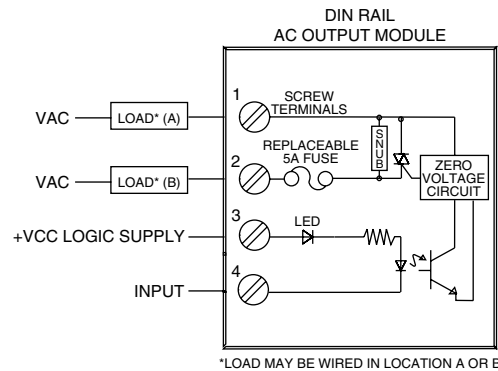 DIN RAIL
AC OUTPUT MODULE
1
SCREW
TERMINALS
VAC
LOAD* (A)
SNUB
REPLACEABLE
5A FUSE
2
VAC
LOAD* (B)
ZERO
VOLTAGE
CIRCUIT
3
LED
+VCC LOGIC SUPPLY
4
INPUT
*LOAD MAY BE WIRED IN LOCATION A OR B